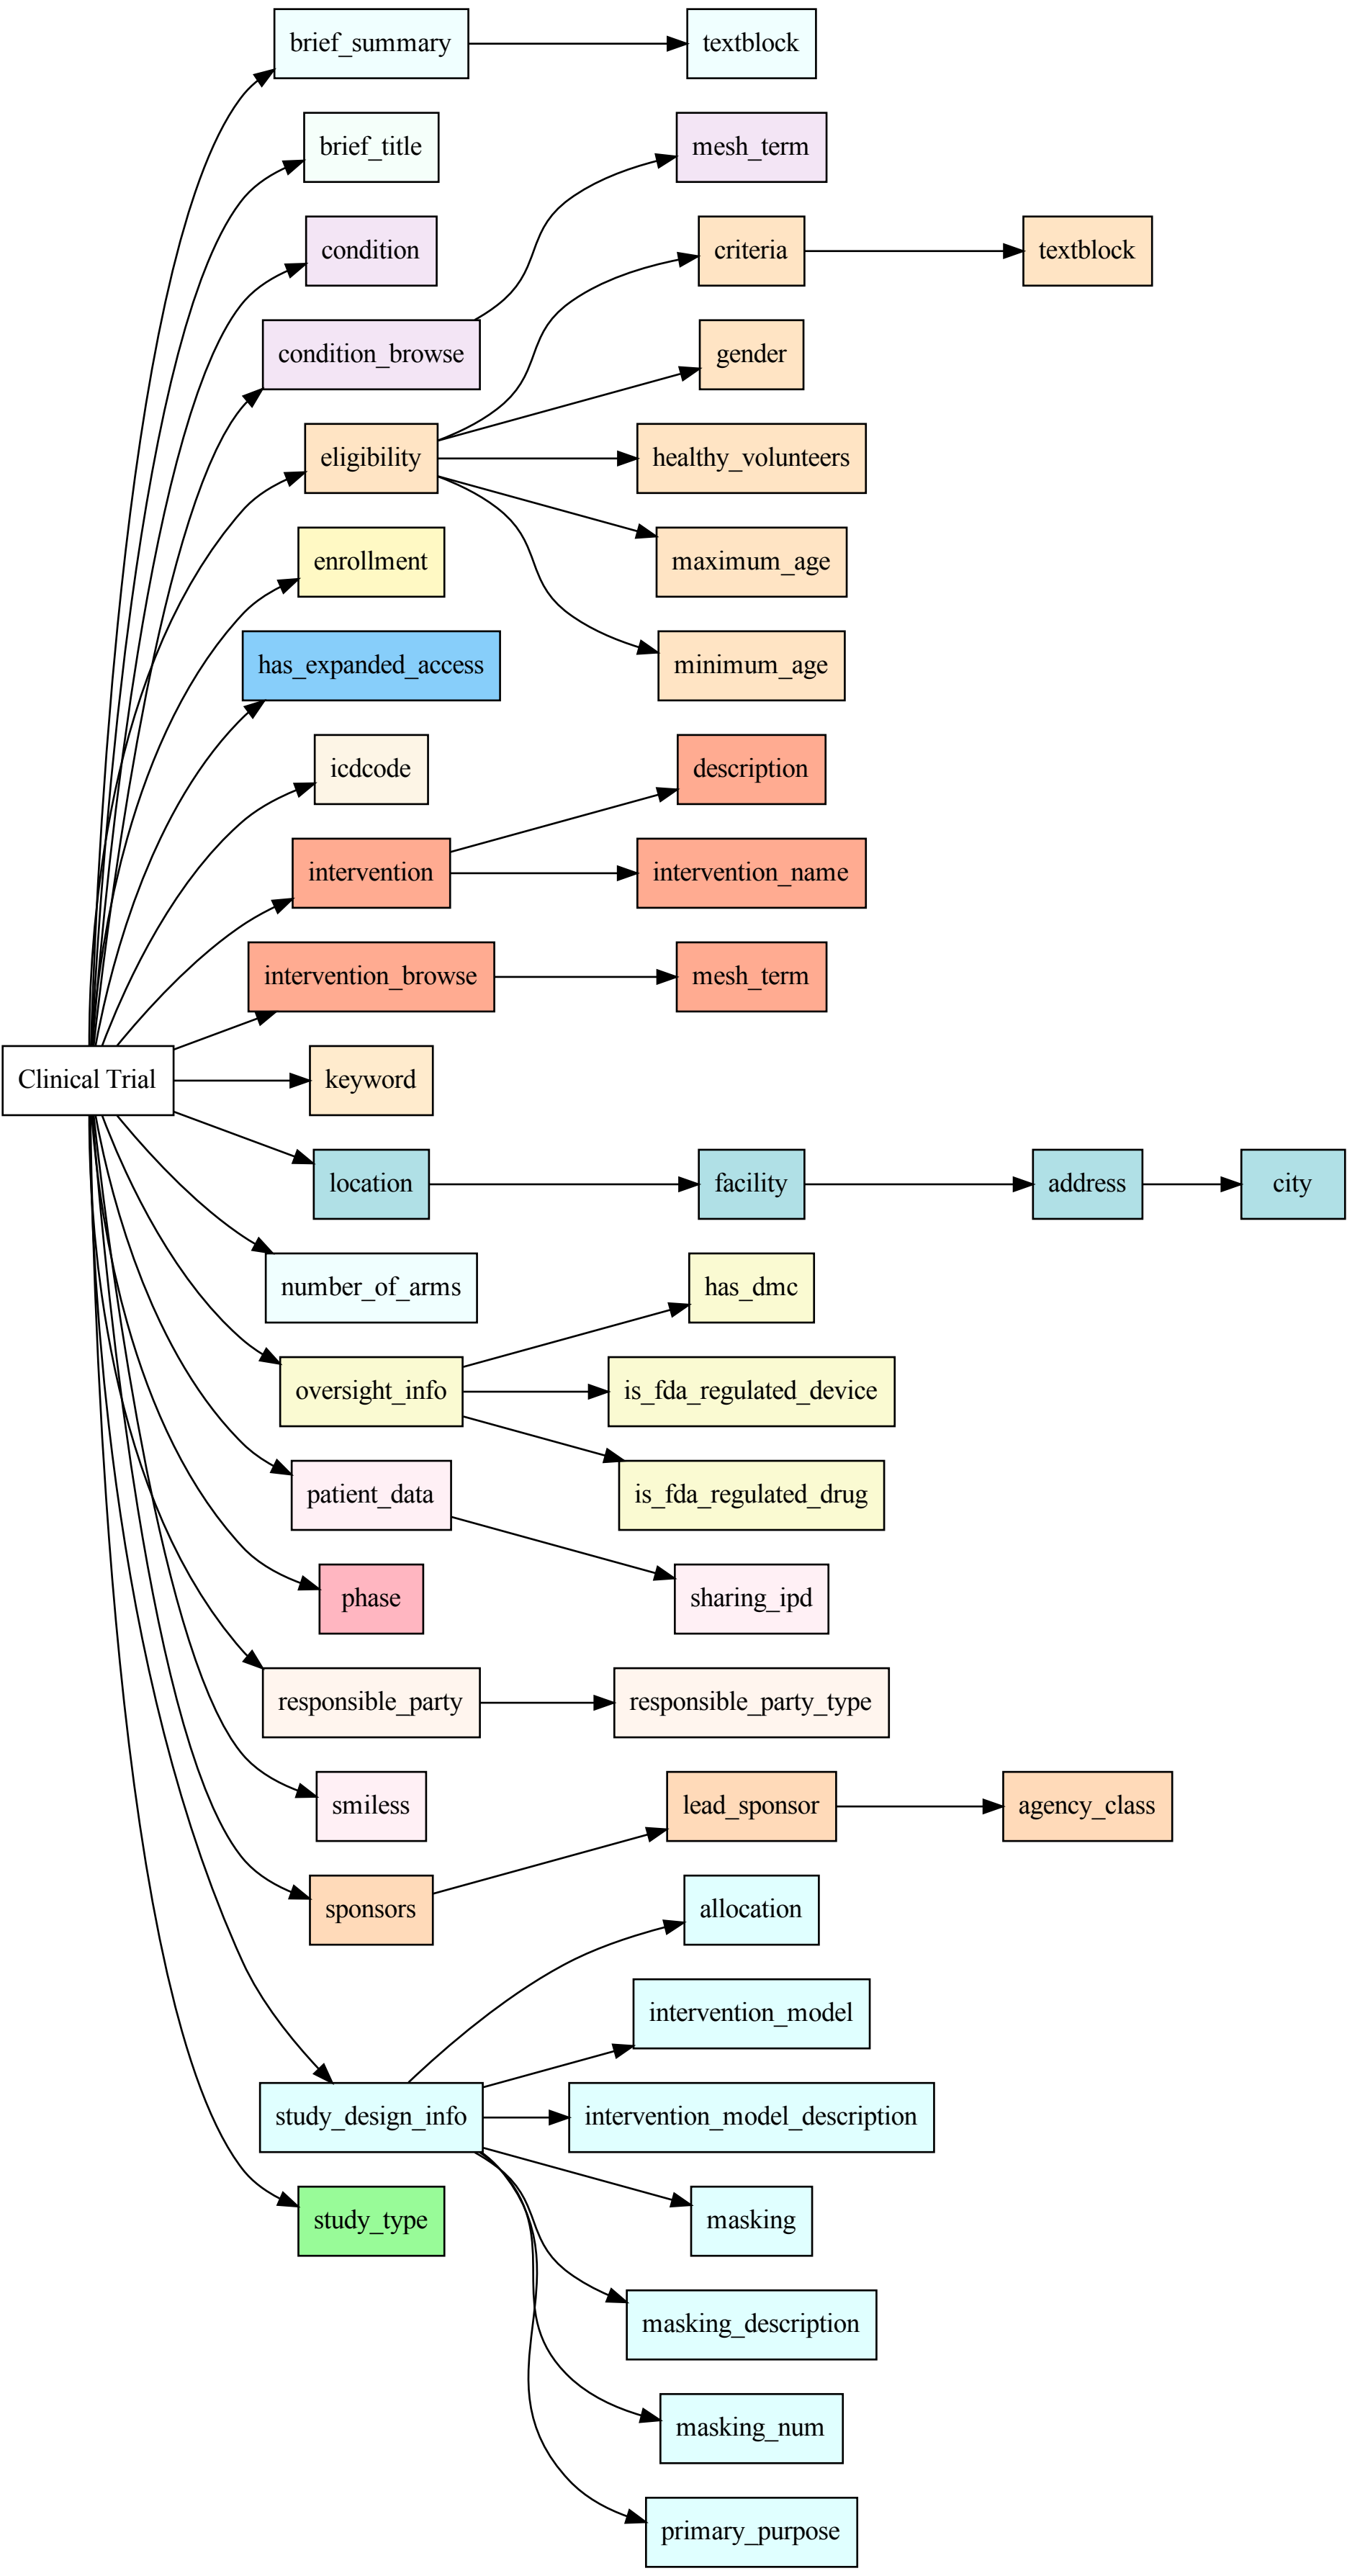 brief_summary
textblock
brief_title
mesh_term
condition
criteria
textblock
condition_browse
gender
eligibility
healthy_volunteers
enrollment
maximum_age
has_expanded_access
minimum_age
icdcode
description
intervention
intervention_name
intervention_browse
mesh_term
Clinical Trial
keyword
location
facility
address
city
number_of_arms
has_dmc
oversight_info
is_fda_regulated_device
patient_data
is_fda_regulated_drug
phase
sharing_ipd
responsible_party
responsible_party_type
smiless
lead_sponsor
agency_class
sponsors
allocation
intervention_model
study_design_info
intervention_model_description
study_type
masking
masking_description
masking_num
primary_purpose